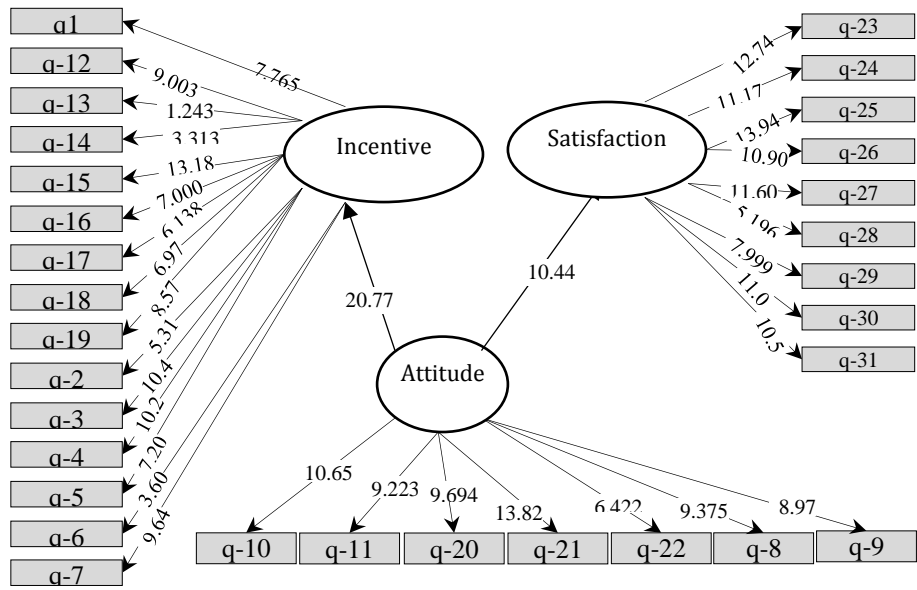 q1
q-12
q-13
q-14
q-15
q-16
q-17
q-18
q-19
q-2
q-3
q-4
q-5
q-6
q-7
7.765
9.003
1.243
3.313
13.18
7.000
6.138
6.97
8.57
5.31
10.4
10.2
7.20
3.60
9.64
Incentive
Satisfaction
12.74
11.17
13.94
10.90
11.60
5.196
7.999
11.0
10.5
q-23
q-24
q-25
q-26
q-27
q-28
q-29
q-30
q-31
20.77
10.44
Attitude
10.65
9.223
9.694
13.82
6.422
9.375
8.97
q-10
q-11
q-20
q-21
q-22
q-8
q-9